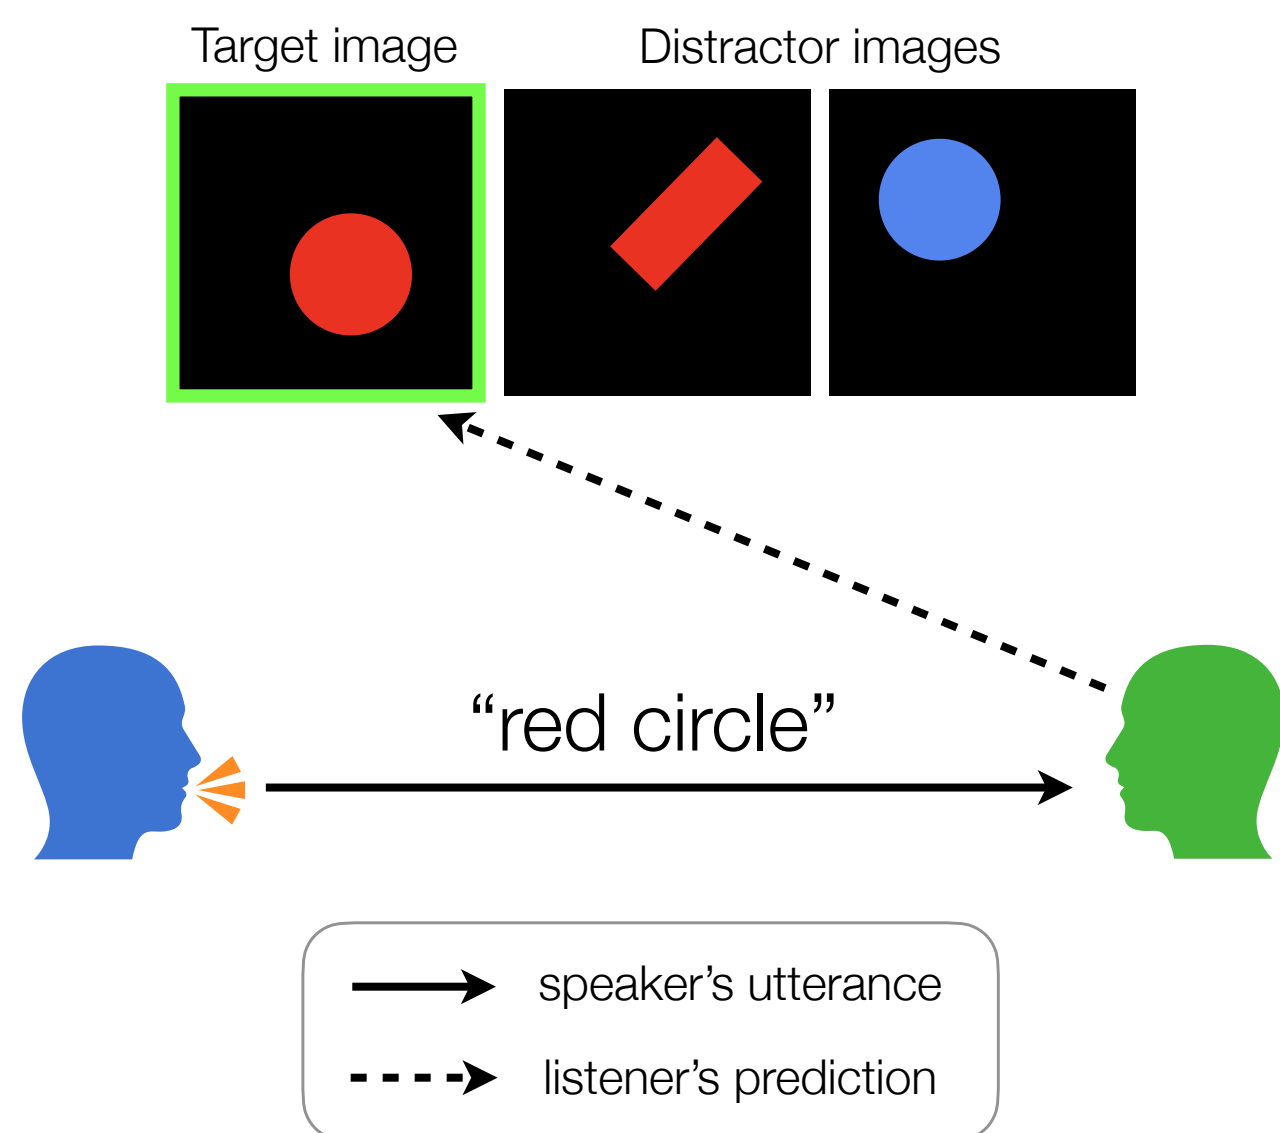 Target image
Distractor images
“red circle”
speaker’s utterance
listener’s prediction